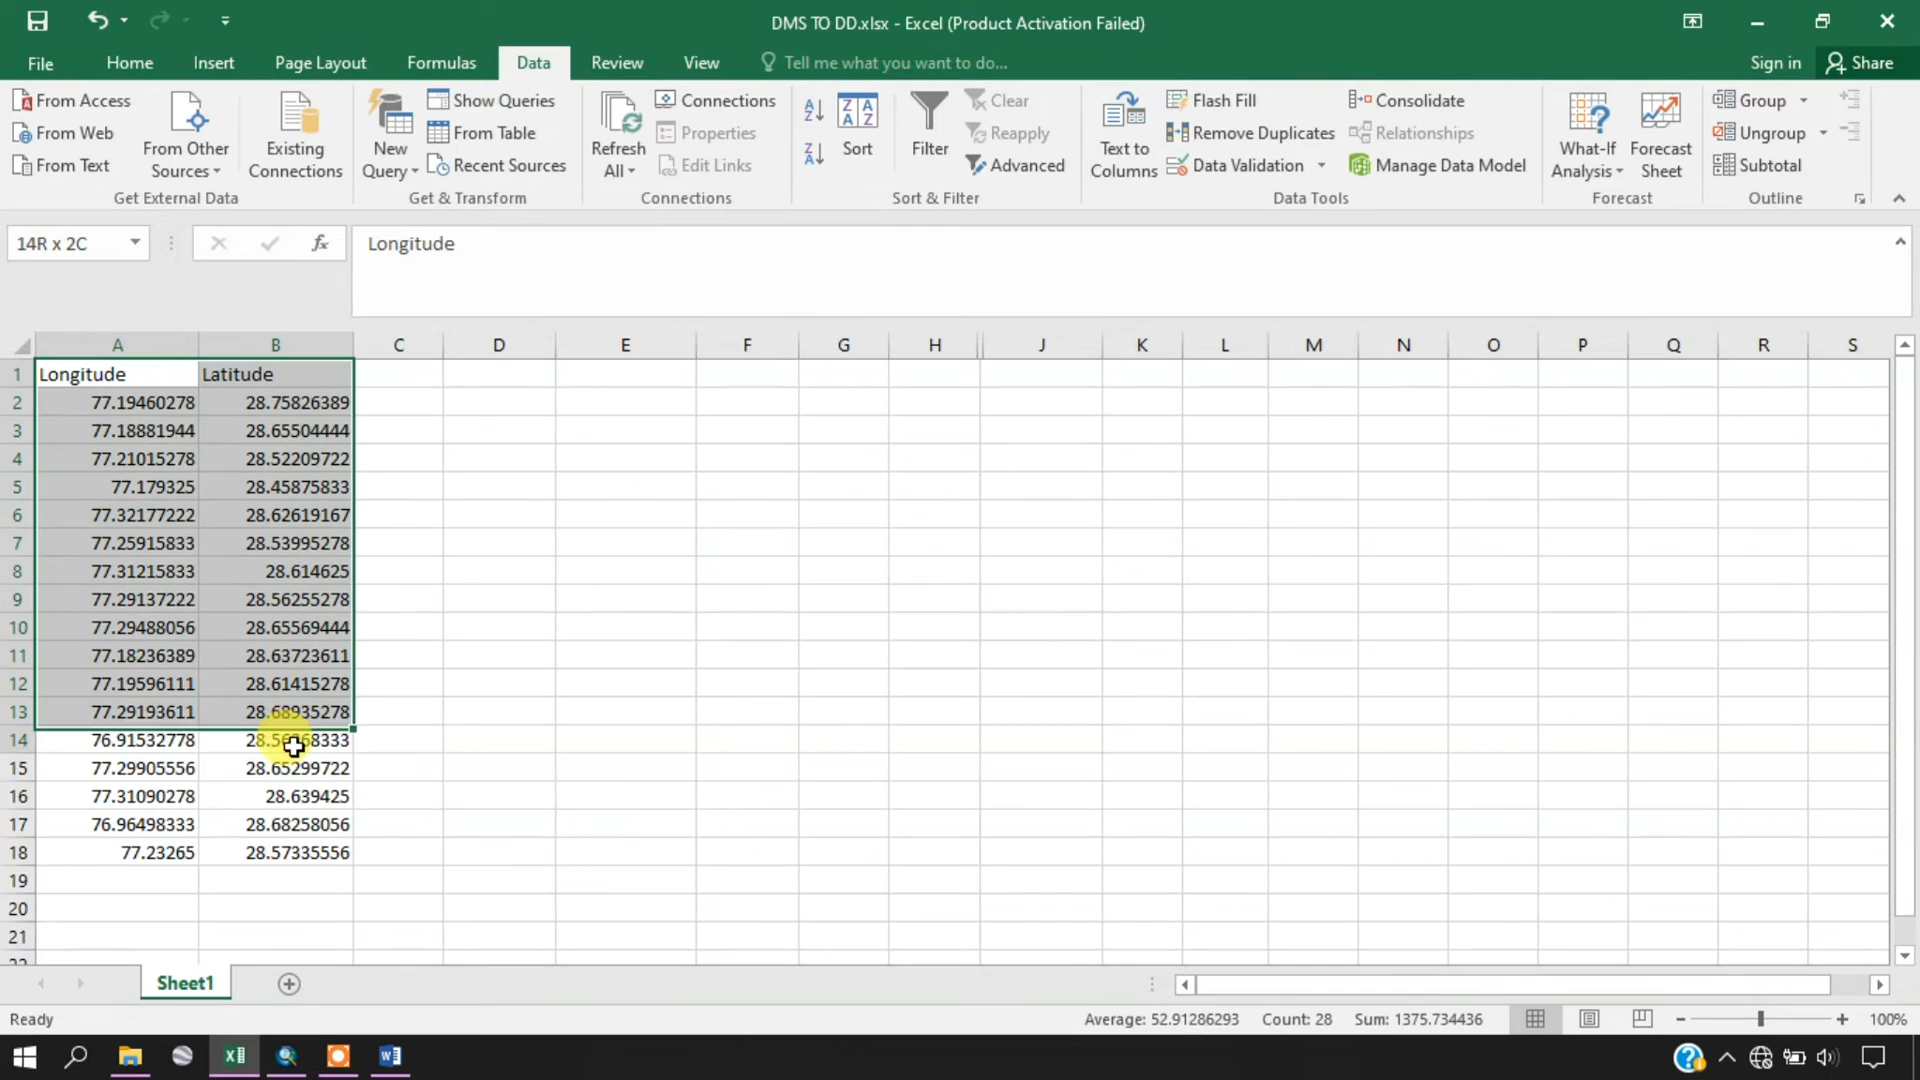 DMS TO DD.xlsx - Excel (Product Activation Failed)
File Home Insert Page Layout Formulas Data Review View Tell me what you want to do... Sign in Share
From Access
From Web
From Text
From Other Sources
Existing Connections
Get External Data
New Query
Show Queries
From Table
Recent Sources
Get & Transform
Refresh All
Connections
Properties
Edit Links
Connections
Sort
Filter
Clear
Reapply
Advanced
Sort & Filter
Text to Columns
Flash Fill
Remove Duplicates
Data Validation
Consolidate
Relationships
Manage Data Model
Data Tools
What-If Analysis
Forecast Sheet
Forecast
Group
Ungroup
Subtotal
Outline
14R x 2C fx Longitude
A B C D E F G H J K L M N O P Q R S
1 Longitude Latitude
2 77.19460278 28.75826389
3 77.18881944 28.65504444
4 77.21015278 28.52209722
5 77.179325 28.45875833
6 77.32177222 28.62619167
7 77.25915833 28.53995278
8 77.31215833 28.614625
9 77.29137222 28.56255278
10 77.29488056 28.65569444
11 77.18236389 28.63723611
12 77.19596111 28.61415278
13 77.29193611 28.68935278
14 76.91532778
15 77.29905556 28.65299722
16 77.31090278 28.639425
17 76.96498333 28.68258056
18 77.23265 28.57335556
19
20
21
22
Sheet1
Ready Average: 52.91286293 Count: 28 Sum: 1375.734436 100%